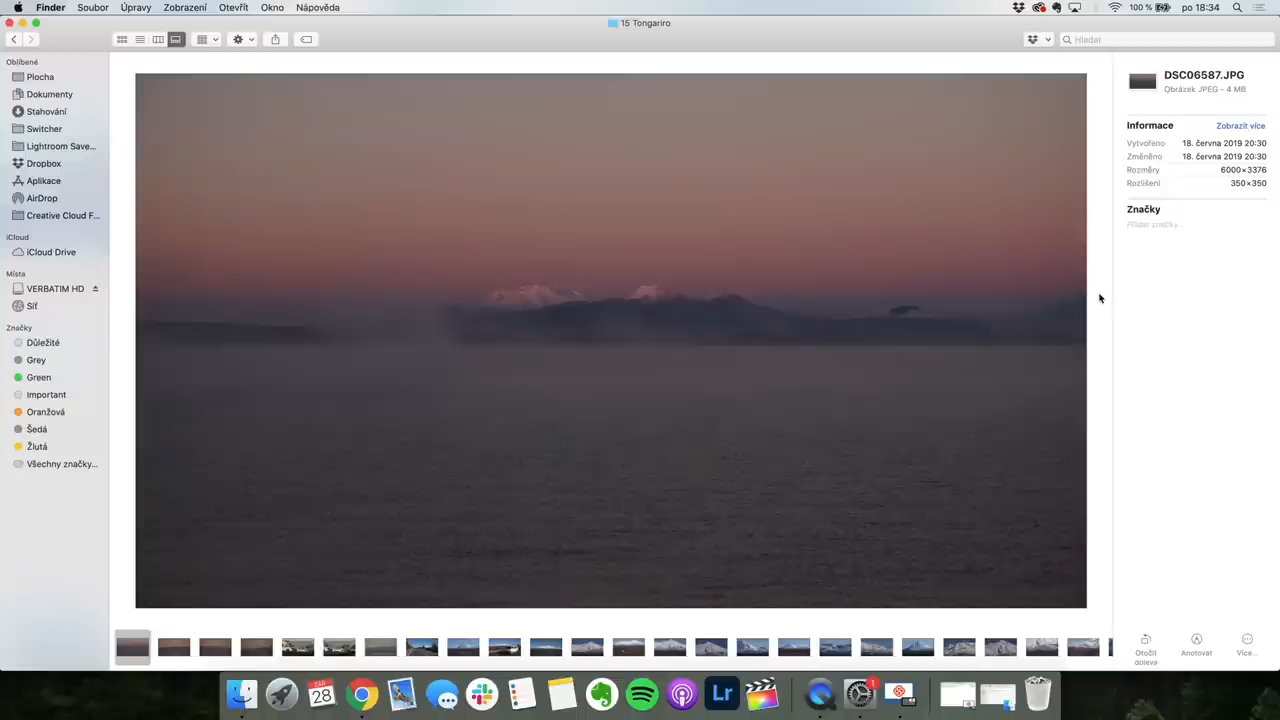 Finder Soubor Úpravy Zobrazení Otevřít Okno Nápověda 100 % po 18:34
15 Tongariro
Hledat
Oblíbené
Plocha
Dokumenty
Stahování
Switcher
Lightroom Save...
Dropbox
Aplikace
AirDrop
Creative Cloud F...
iCloud
iCloud Drive
Místa
VERBATIM HD
Síť
Značky
Důležité
Grey
Green
Important
Oranžová
Šedá
Žlutá
Všechny značky...
DSC06587.JPG
Obrázek JPEG - 4 MB
Informace Zobrazit více
Vytvořeno 18. června 2019 20:30
Změněno 18. června 2019 20:30
Rozměry 6000×3376
Rozlišení 350×350
Značky
Přidat značky...
Otočit doleva
Anotovat
Více...
ZÁŘ
28
Lr
1